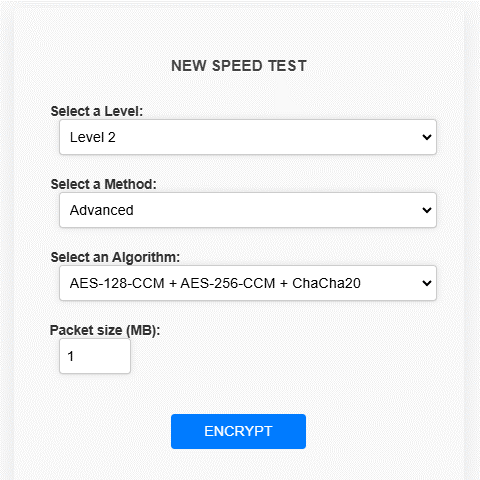 NEW SPEED TEST
Select a Level:
Level 2
Select a Method:
Advanced
Select an Algorithm:
AES-128-CCM + AES-256-CCM + ChaCha20
Packet size (MB):
1
ENCRYPT